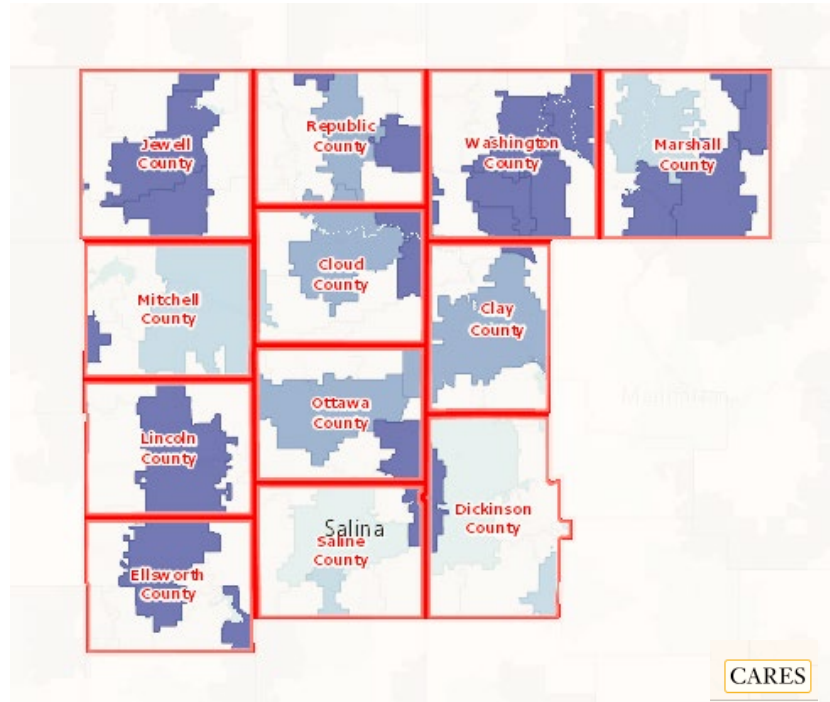 Jewell
County
Republic
County
Washington
County
Marshall
County
Mitchell
County
Cloud
County
Clay
County
Lincoln
County
Ottawa
County
Salina
Saline
County
Dickinson
County
Ellsworth
County
CARES